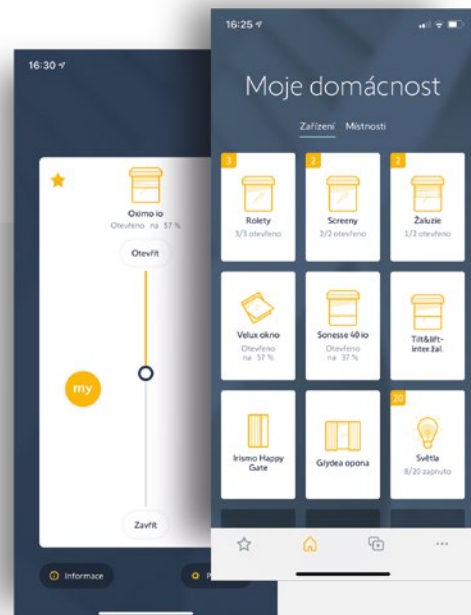 16:30
Oximo io
Otevřeno na 57 %
Otevřít
my
Zavřít
Informace
16:25
Moje domácnost
Zařízení Místnosti
3
Rolety
3/3 otevřeno
2
Screeny
2/2 otevřeno
2
Žaluzie
1/2 otevřeno
Velux okno
Otevřeno
na 57 %
Sonesse 40 io
Otevřeno
na 37 %
Tilt&lift-
inter.žal.
Irismo Happy
Gate
Glydea opona
20
Světla
8/20 zapnuto